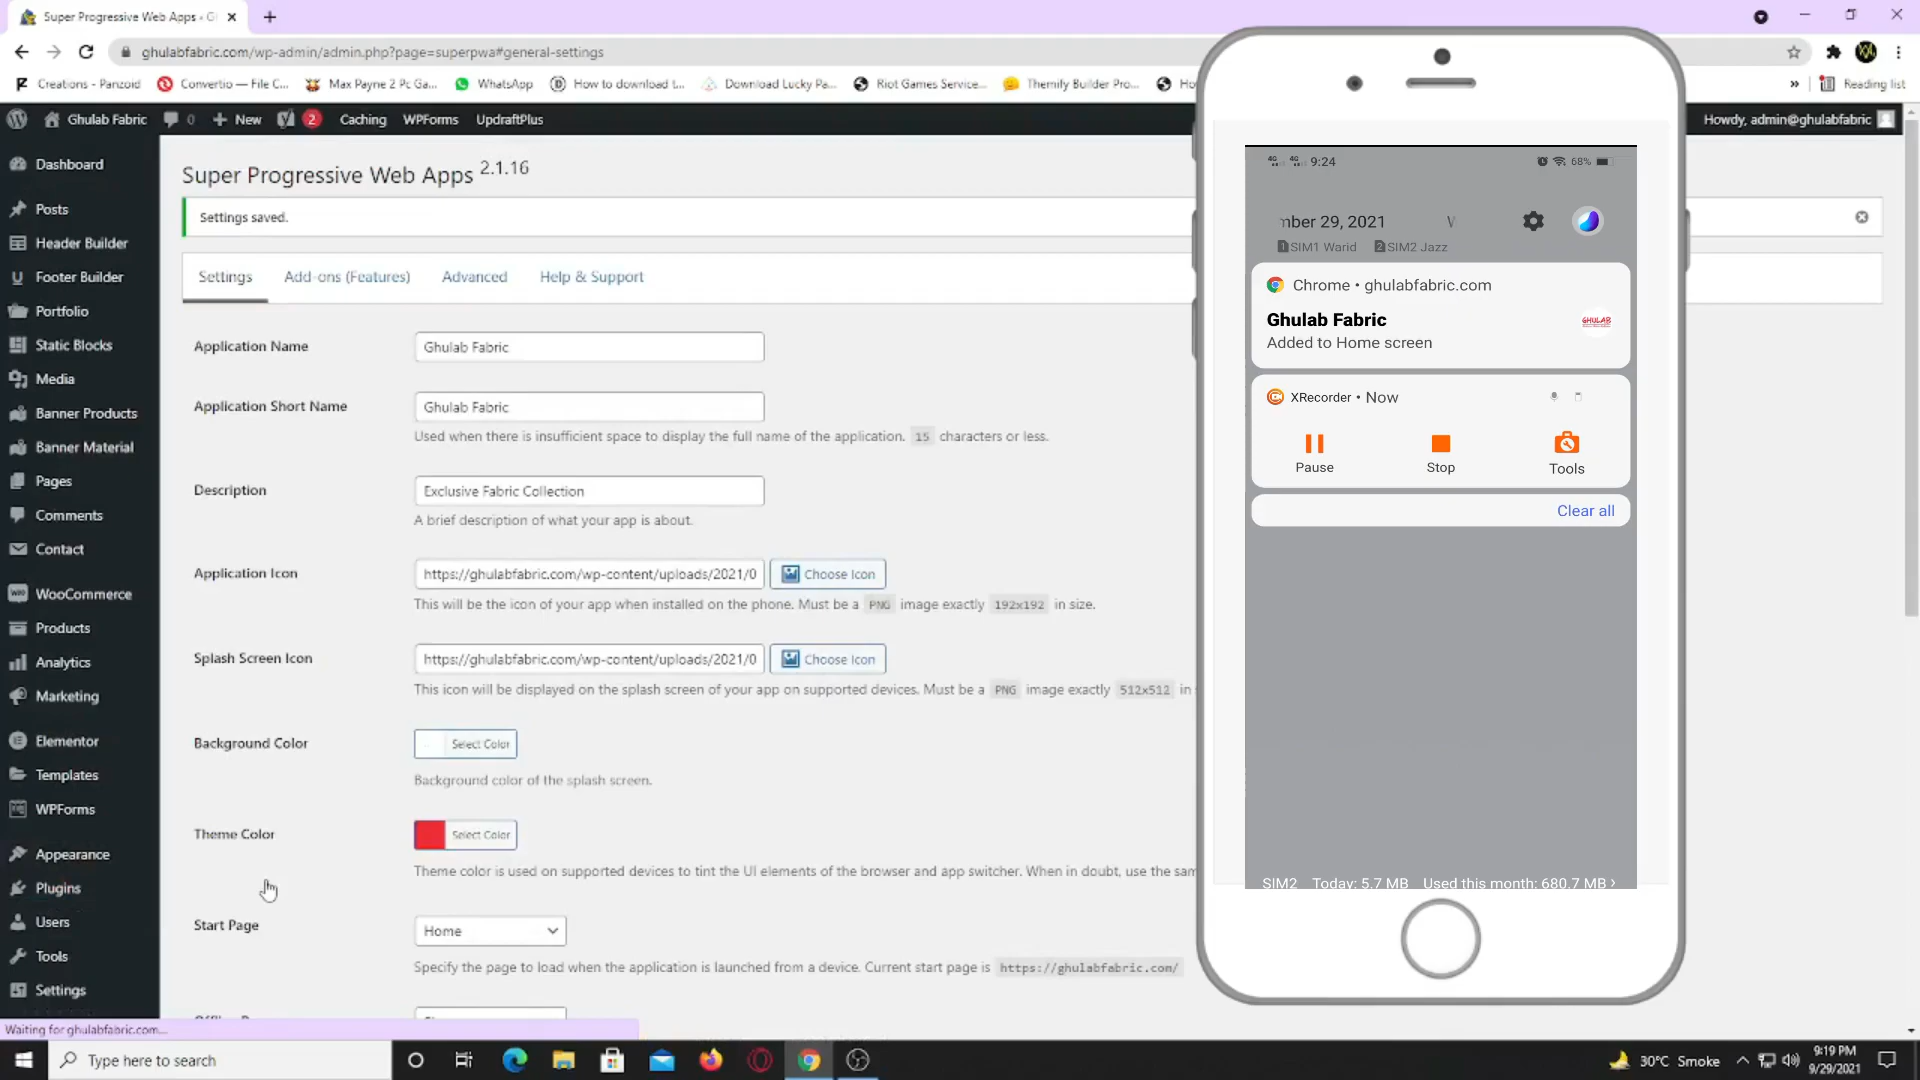 Super Progressive Web Apps ‹ G
ghulabfabric.com/wp-admin/admin.php?page=superpwa#general-settings
Creations - Panzoid
Convertio — File C...
Max Payne 2 Pc Ga...
WhatsApp
How to download t...
Download Lucky Pa...
Riot Games Service...
Themify Builder Pro...
Ho
»
Reading list
Ghulab Fabric
0
New
2
Caching
WPForms
UpdraftPlus
Howdy, admin@ghulabfabric
Dashboard
Posts
Header Builder
Footer Builder
Portfolio
Static Blocks
Media
Banner Products
Banner Material
Pages
Comments
Contact
WooCommerce
Products
Analytics
Marketing
Elementor
Templates
WPForms
Appearance
Plugins
Users
Tools
Settings
Super Progressive Web Apps 2.1.16
Settings saved.
Settings
Add-ons (Features)
Advanced
Help & Support
Application Name
Ghulab Fabric
Application Short Name
Ghulab Fabric
Used when there is insufficient space to display the full name of the application. 15 characters or less.
Description
Exclusive Fabric Collection
A brief description of what your app is about.
Application Icon
https://ghulabfabric.com/wp-content/uploads/2021/0
Choose Icon
This will be the icon of your app when installed on the phone. Must be a PNG image exactly 192x192 in size.
Splash Screen Icon
https://ghulabfabric.com/wp-content/uploads/2021/0
Choose Icon
This icon will be displayed on the splash screen of your app on supported devices. Must be a PNG image exactly 512x512 in
Background Color
Select Color
Background color of the splash screen.
Theme Color
Select Color
Theme color is used on supported devices to tint the UI elements of the browser and app switcher. When in doubt, use the sam
Start Page
Home
Specify the page to load when the application is launched from a device. Current start page is https://ghulabfabric.com/
4G 4G 9:24
68%
mber 29, 2021
SIM1 Warid
SIM2 Jazz
Chrome • ghulabfabric.com
Ghulab Fabric
GHULAB
Added to Home screen
XRecorder • Now
Pause
Stop
Tools
Clear all
SIM2 Today: 5.7 MB Used this month: 680.7 MB ›
Waiting for ghulabfabric.com...
Type here to search
30°C Smoke
9:19 PM
9/29/2021